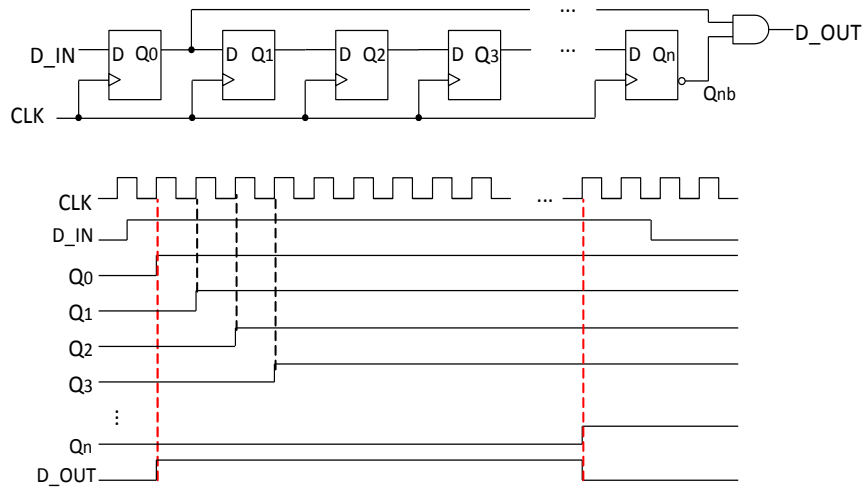 ...
D_IN D Q0 D Q1 D Q2 D Q3 ... D Qn D_OUT
Qnb
CLK
CLK ...
D_IN
Q0
Q1
Q2
Q3
⋮
Qn
D_OUT